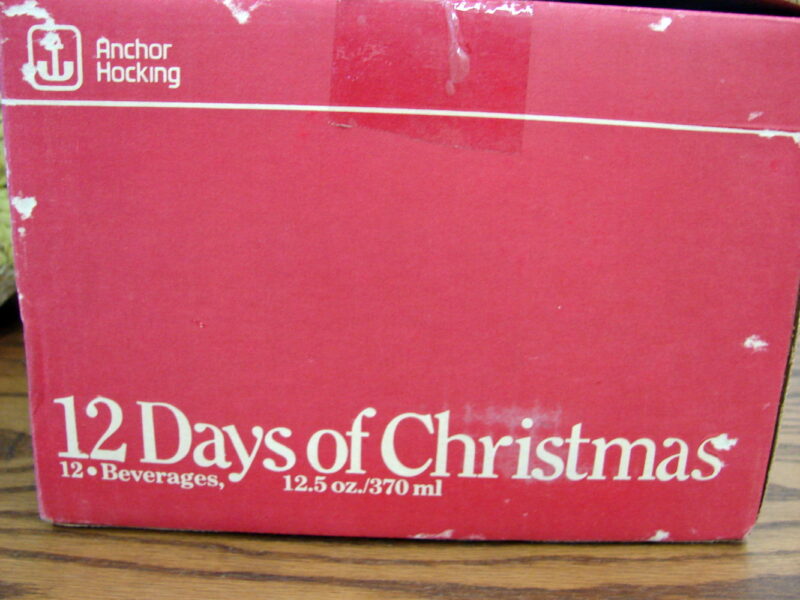 Anchor
Hocking
12 Days of Christmas
12 • Beverages, 12.5 oz./370 ml